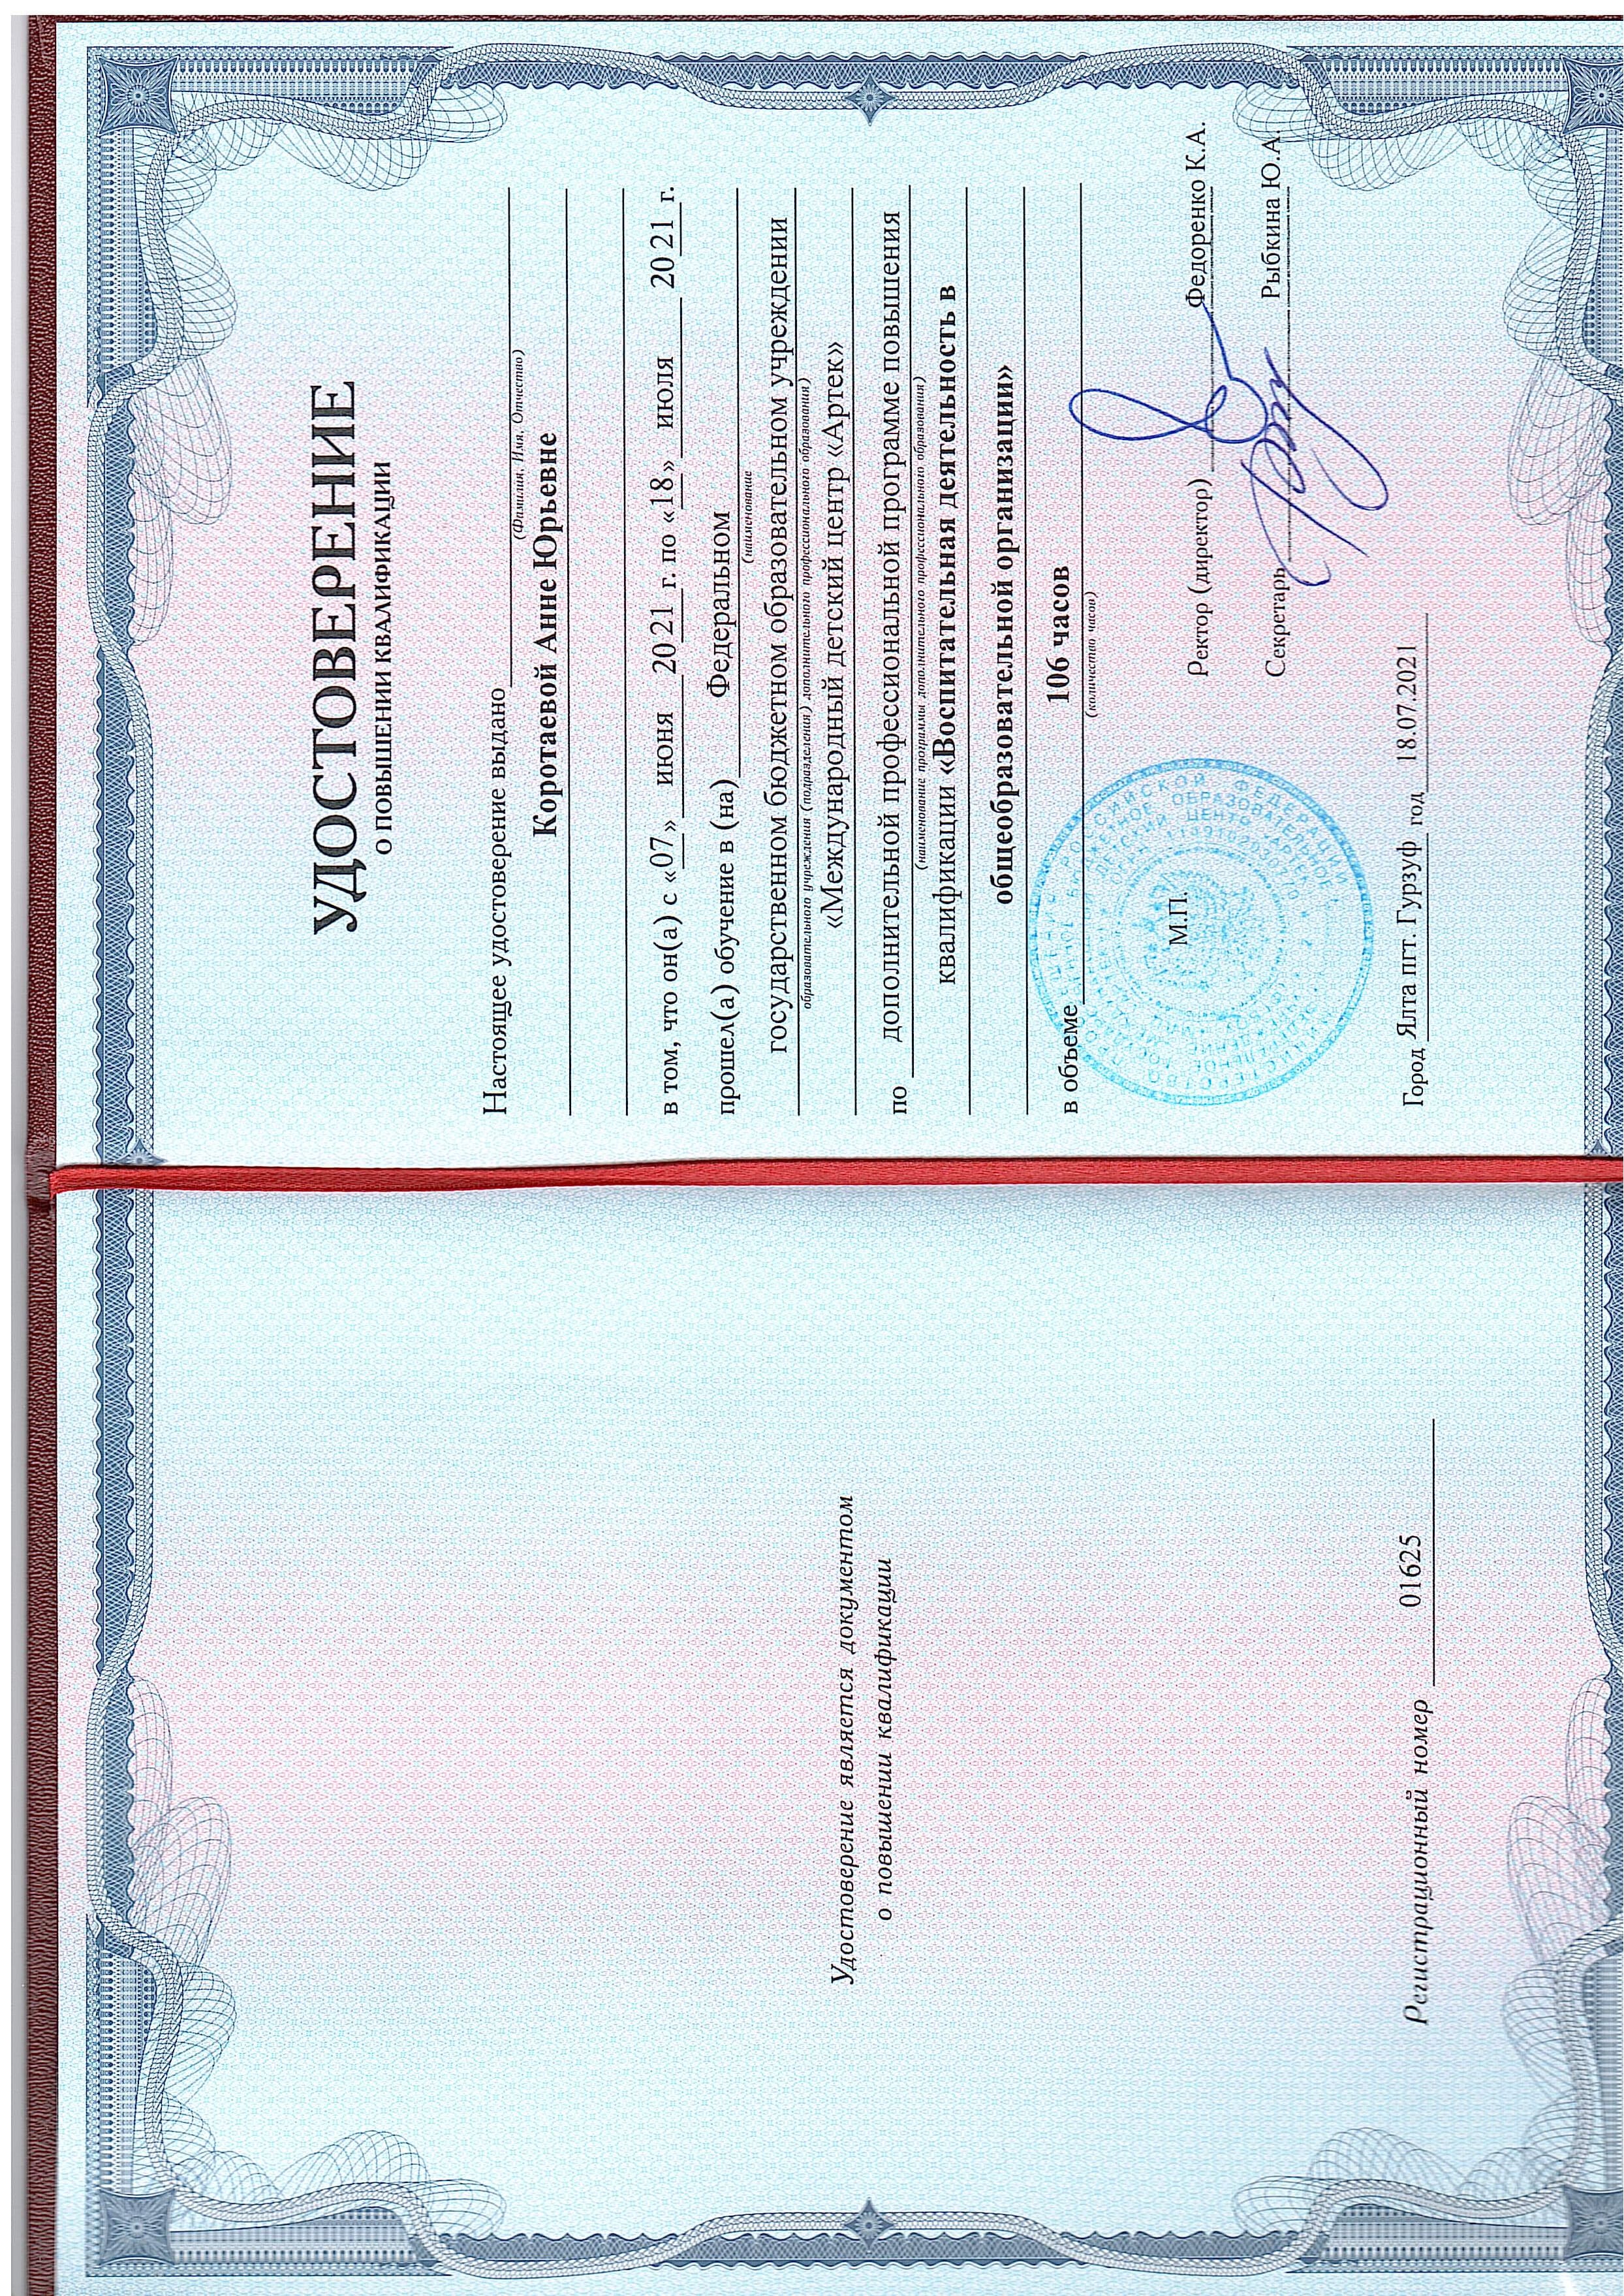 Удостоверение является документом
о повышении квалификации
Регистрационный номер 01625
УДОСТОВЕРЕНИЕ
О ПОВЫШЕНИИ КВАЛИФИКАЦИИ
Настоящее удостоверение выдано
(Фамилия, Имя, Отчество)
Коротаевой Анне Юрьевне
в том, что он(а) с «07» июня 2021 г. по «18» июля 2021 г.
прошел(а) обучение в (на) Федеральном
(наименование
государственном бюджетном образовательном учреждении
образовательного учреждения (подразделения) дополнительного профессионального образования)
«Международный детский центр «Артек»
по дополнительной профессиональной программе повышения
(наименование программы дополнительного профессионального образования)
квалификации «Воспитательная деятельность в
общеобразовательной организации»
в объеме 106 часов
(количество часов)
М.П.
Ректор (директор) Федоренко К.А.
Секретарь Рыбкина Ю.А.
Город Ялта пгт. Гурзуф год 18.07.2021